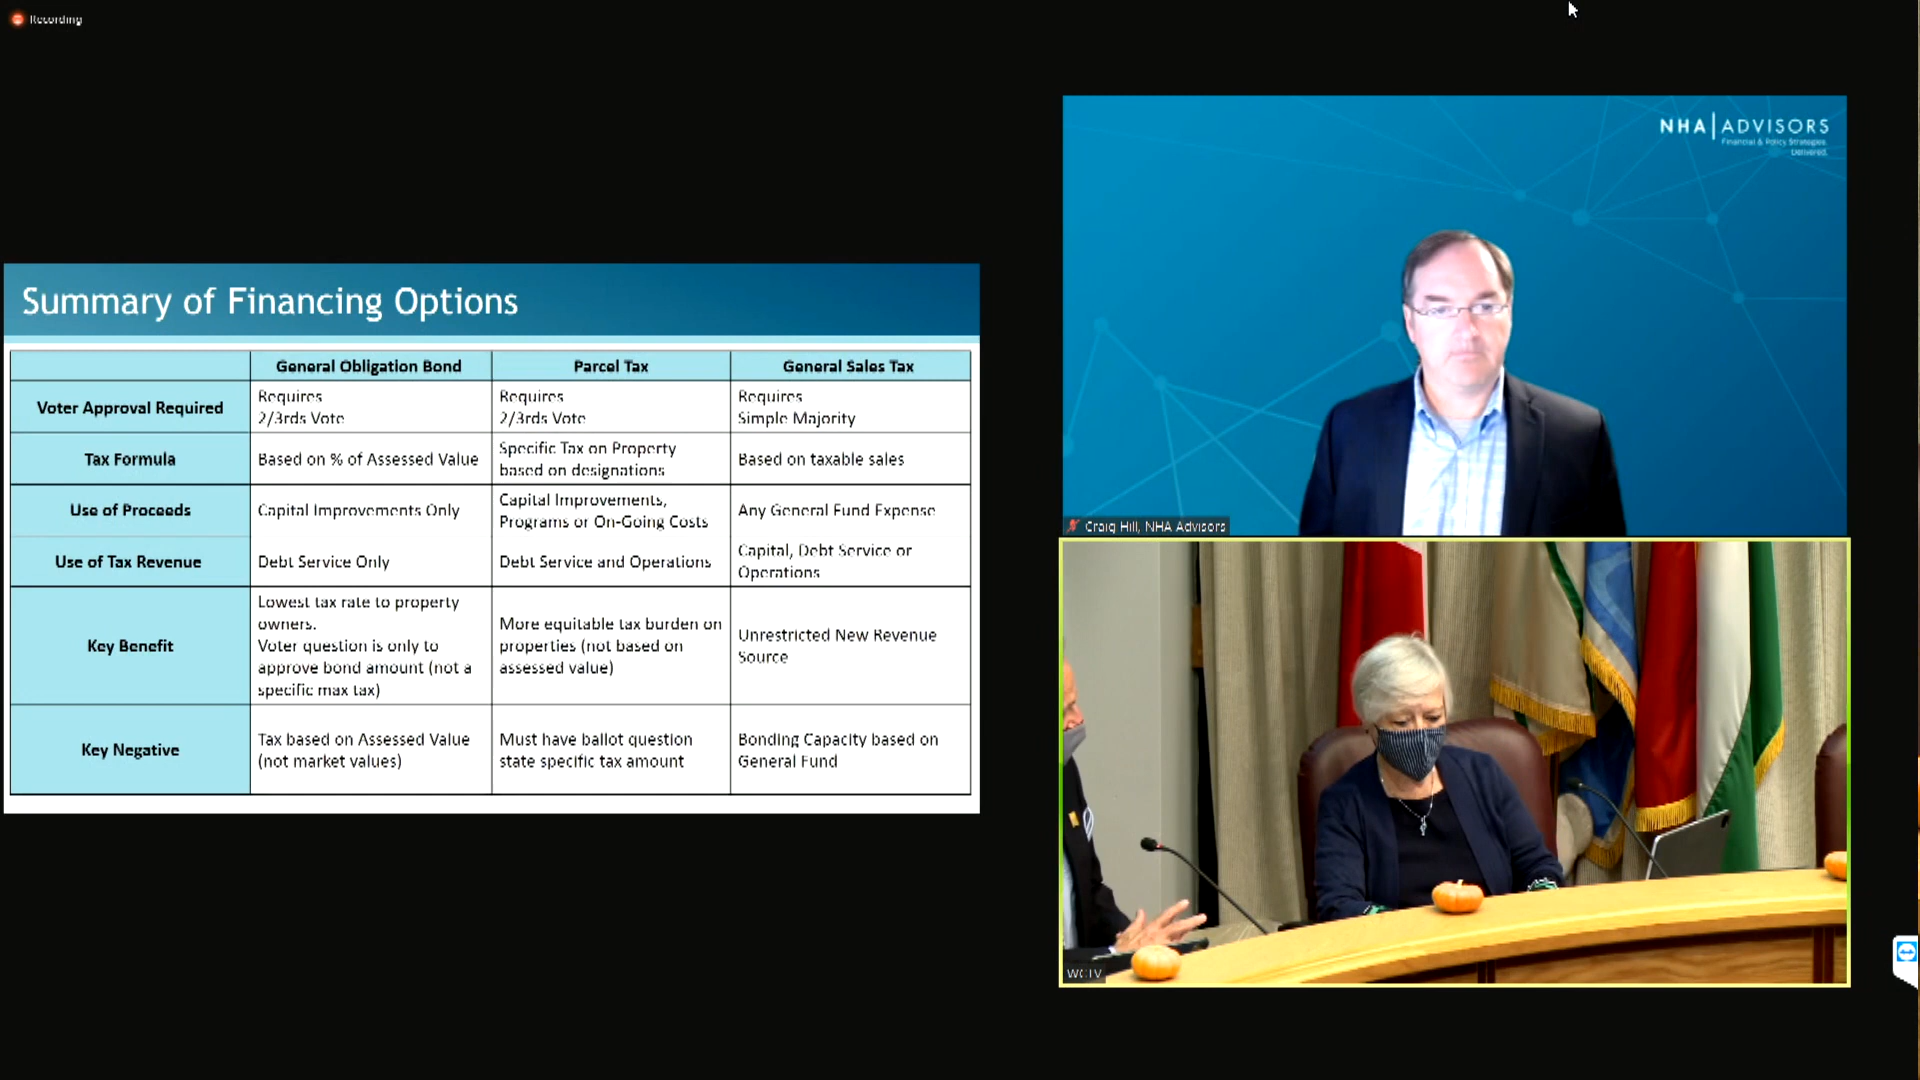 Recording
NHA ADVISORS
Financial & Policy Strategies.
Delivered.
Summary of Financing Options
General Obligation Bond
Parcel Tax
General Sales Tax
Voter Approval Required
Requires
2/3rds Vote
Requires
2/3rds Vote
Requires
Simple Majority
Tax Formula
Based on % of Assessed Value
Specific Tax on Property
based on designations
Based on taxable sales
Use of Proceeds
Capital Improvements Only
Capital Improvements,
Programs or On-Going Costs
Any General Fund Expense
Use of Tax Revenue
Debt Service Only
Debt Service and Operations
Capital, Debt Service or
Operations
Key Benefit
Lowest tax rate to property
owners.
Voter question is only to
approve bond amount (not a
specific max tax)
More equitable tax burden on
properties (not based on
assessed value)
Unrestricted New Revenue
Source
Key Negative
Tax based on Assessed Value
(not market values)
Must have ballot question
state specific tax amount
Bonding Capacity based on
General Fund
Craig Hill, NHA Advisors
WCTV